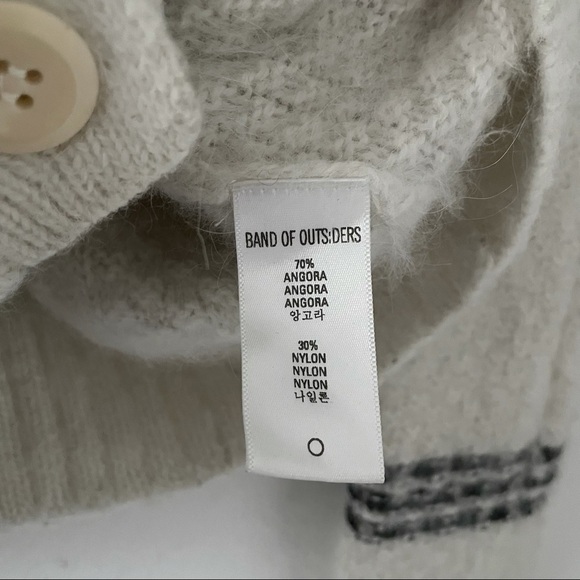 BAND OF OUTS:DERS
70%
ANGORA
ANGORA
ANGORA
앙고라
30%
NYLON
NYLON
NYLON
나일론
O